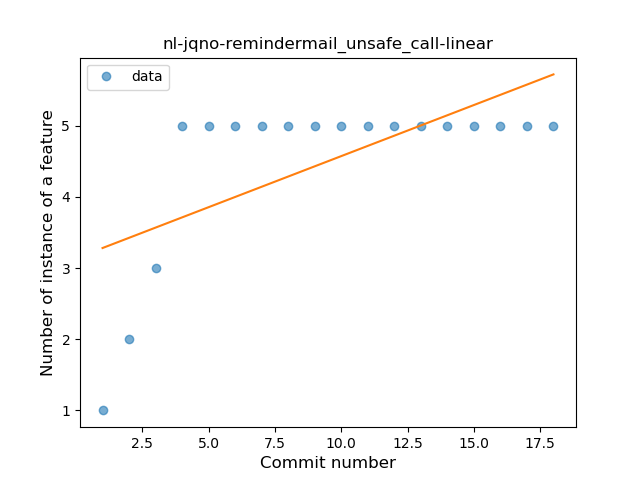 nl-jqno-remindermail_unsafe_call-linear
data
Number of instance of a feature
5
4
3
2
1
2.5 5.0 7.5 10.0 12.5 15.0 17.5
Commit number